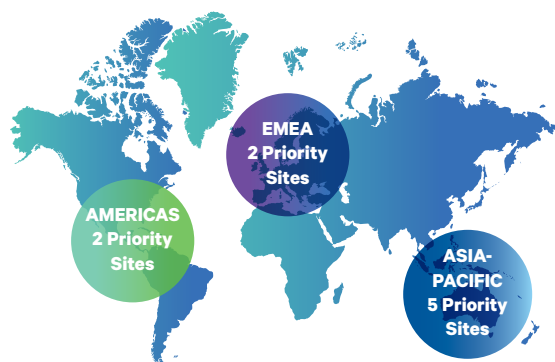 EMEA
2 Priority
Sites
AMERICAS
2 Priority
Sites
ASIA-
PACIFIC
5 Priority
Sites